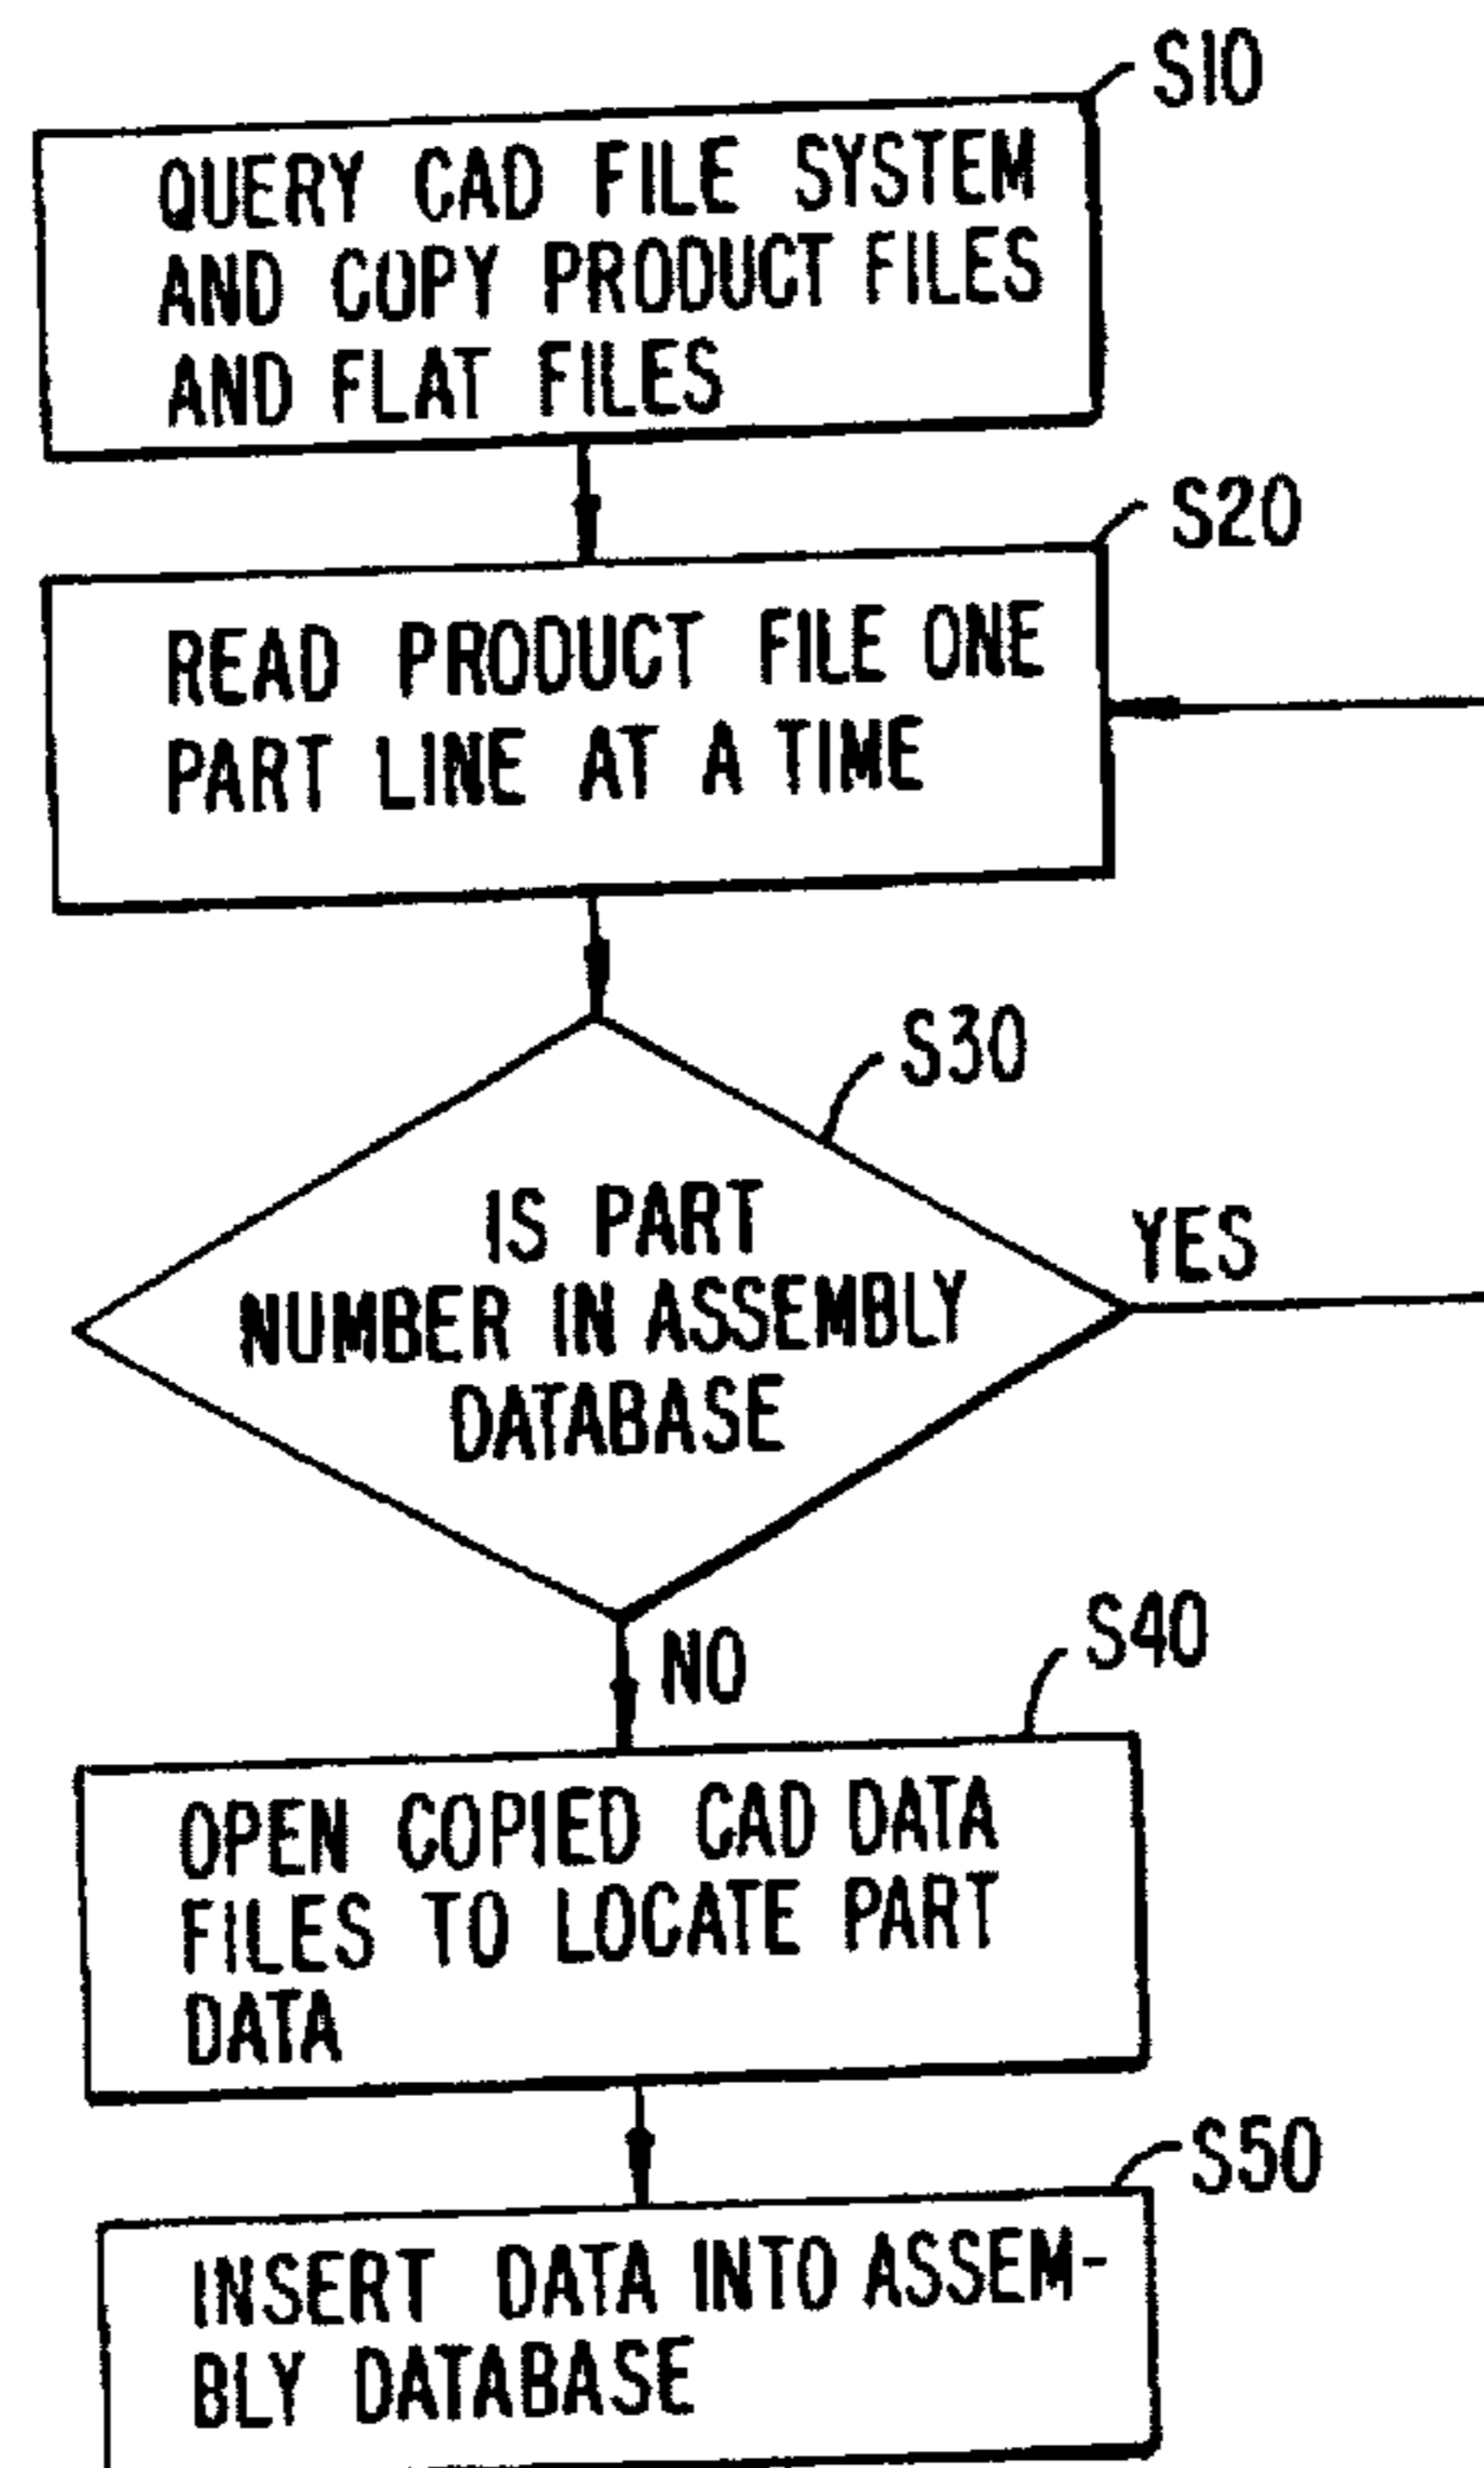 S10
QUERY CAD FILE SYSTEM
AND COPY PRODUCT FILES
AND FLAT FILES
S20
READ PRODUCT FILE ONE
PART LINE AT A TIME
S30
IS PART
NUMBER IN ASSEMBLY
DATABASE
YES
NO
S40
OPEN COPIED CAD DATA
FILES TO LOCATE PART
DATA
S50
INSERT DATA INTO ASSEM-
BLY DATABASE